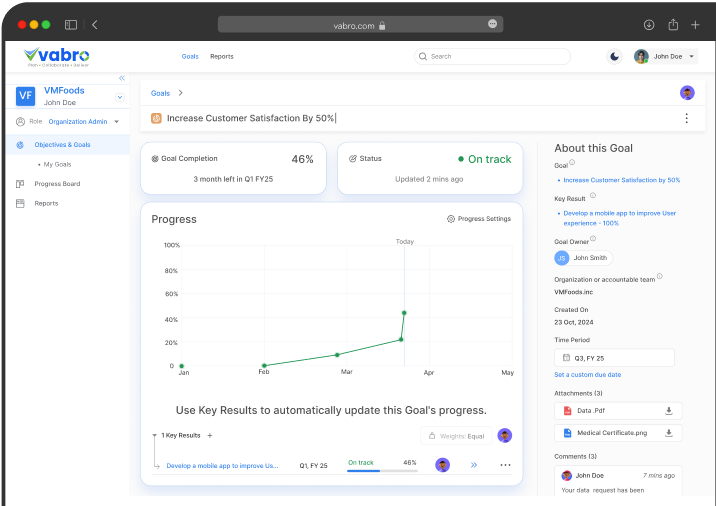 vabro.com
vabro
Plan • Collaborate • Deliver
Goals
Reports
Search
John Doe
VF
VMFoods
John Doe
Role
Organization Admin
Objectives & Goals
• My Goals
Progress Board
Reports
Goals
Increase Customer Satisfaction By 50%
Goal Completion
46%
3 month left in Q1 FY25
Status
On track
Updated 2 mins ago
Progress
Progress Settings
Today
100%
80%
60%
40%
20%
0
Jan
Feb
Mar
Apr
May
Use Key Results to automatically update this Goal's progress.
1 Key Results +
Weights: Equal
Develop a mobile app to improve Us...
Q1, FY 25
On track
46%
About this Goal
Goal
• Increase Customer Satisfaction by 50%
Key Result
• Develop a mobile app to improve User
experience - 100%
Goal Owner
JS
John Smith
Organization or accountable team
VMFoods.inc
Created On
23 Oct, 2024
Time Period
Q3, FY 25
Set a custom due date
Attachments (3)
Data .Pdf
Medical Certificate.png
Comments (3)
John Doe
7 mins ago
Your data request has been